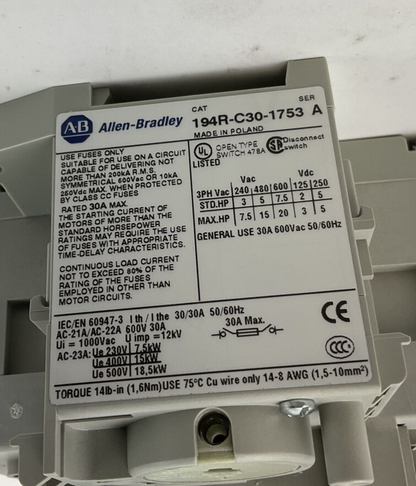 AB Allen-Bradley
CAT
SER
194R-C30-1753 A
MADE IN POLAND
USE FUSES ONLY
SUITABLE FOR USE ON A CIRCUIT
CAPABLE OF DELIVERING NOT
MORE THAN 200kA R.M.S.
SYMMETRICAL 600Vac OR 10kA
250Vdc MAX. WHEN PROTECTED
BY CLASS CC FUSES
RATED 30A MAX.
THE STARTING CURRENT OF
MOTORS OF MORE THAN THE
STANDARD HORSEPOWER
RATINGS MAY REQUIRE THE USE
OF FUSES WITH APPROPRIATE
TIME-DELAY CHARACTERISTICS.
CONTINUOUS LOAD CURRENT
NOT TO EXCEED 80% OF THE
RATING OF THE FUSES
EMPLOYED IN OTHER THAN
MOTOR CIRCUITS.
UL OPEN TYPE
SWITCH 478A
LISTED
Disconnect
switch
Vac Vdc
3PH Vac 240 480 600 125 250
STD.HP 3 5 7.5 2 5
MAX.HP 7.5 15 20 3 5
GENERAL USE 30A 600Vac 50/60Hz
IEC/EN 60947-3 I th / I the 30/30A 50/60Hz
AC-21A/AC-22A 600V 30A
30A Max.
Ui = 1000Vac U imp = 12kV
AC-23A: Ue 230V 7.5kW
Ue 400V 15kW
Ue 500V 18,5kW
CE
CCC
TORQUE 14lb-in (1,6Nm) USE 75°C Cu wire only 14-8 AWG (1,5-10mm²)